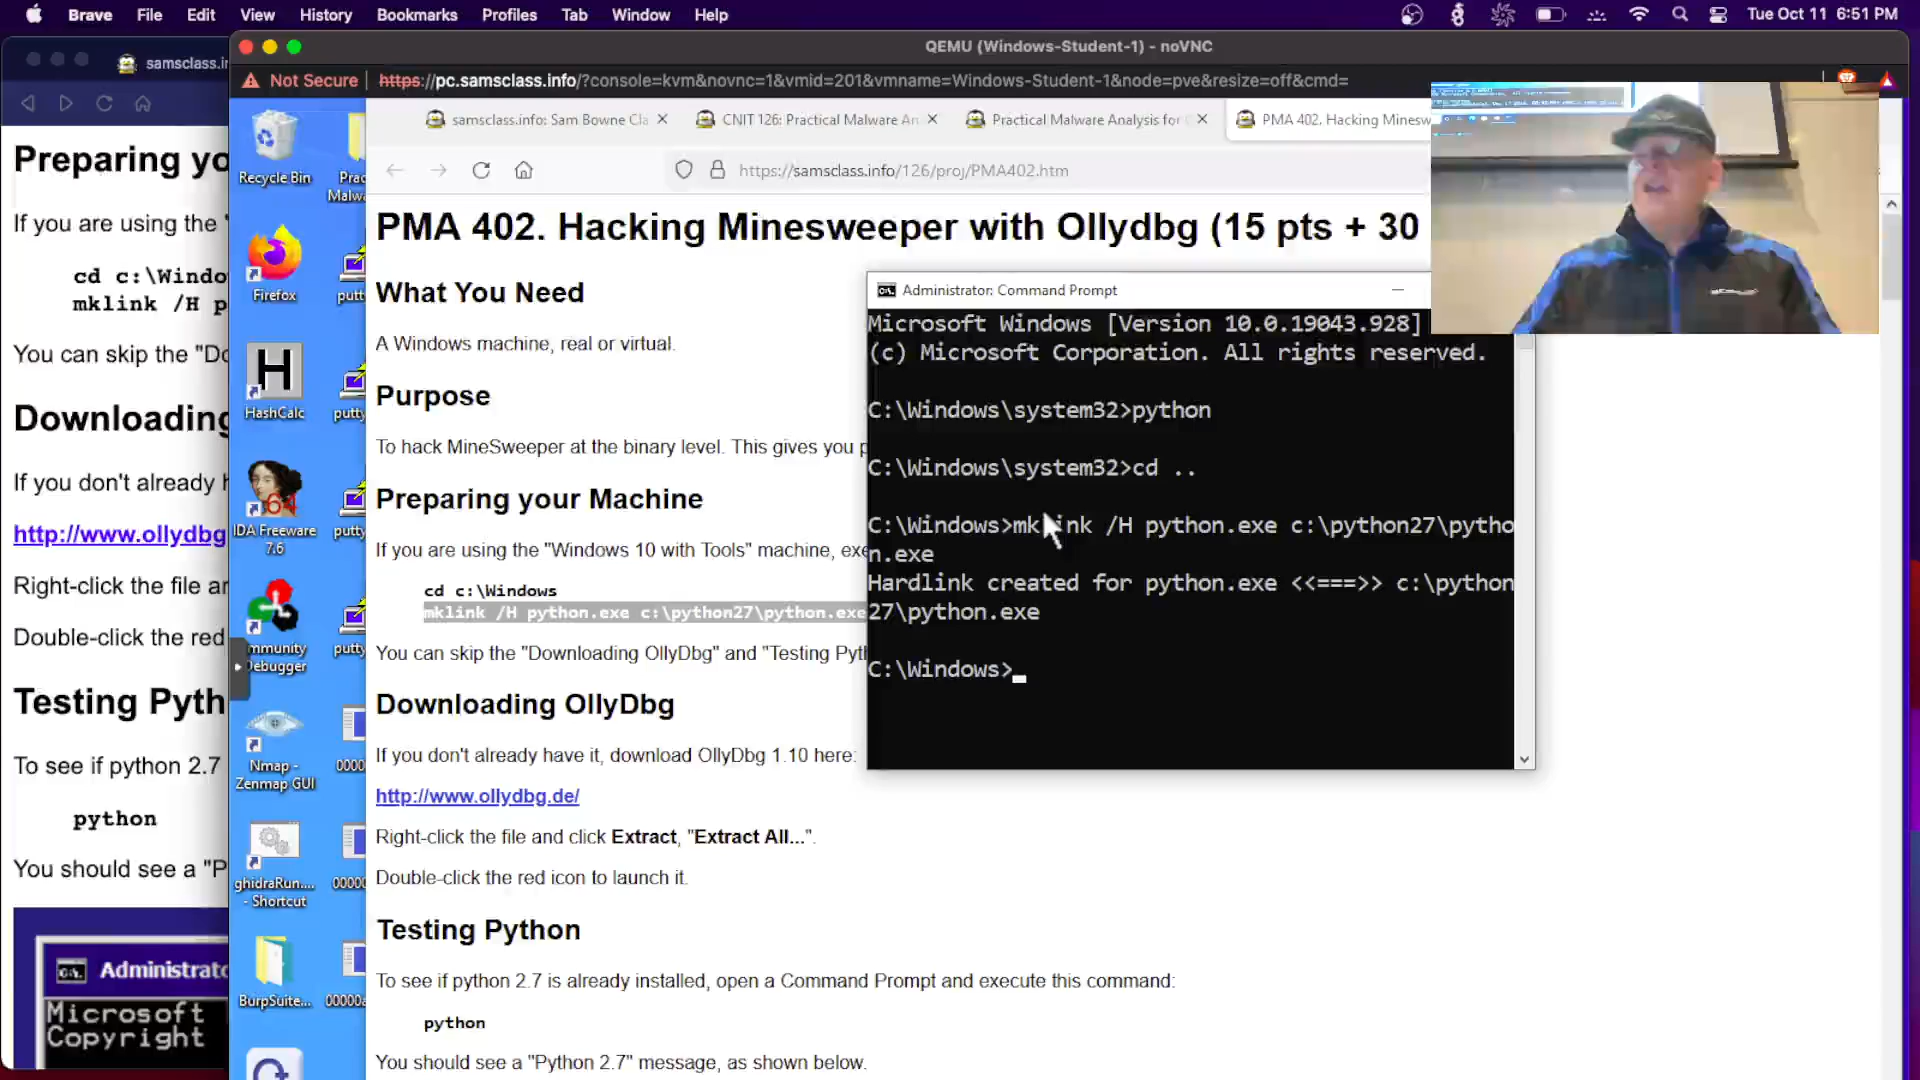 Brave File Edit View History Bookmarks Profiles Tab Window Help Tue Oct 11 6:51 PM
QEMU (Windows-Student-1) - noVNC
Not Secure https://pc.samsclass.info/?console=kvm&novnc=1&vmid=201&vmname=Windows-Student-1&node=pve&resize=off&cmd=
samsclass.in
Preparing yo
If you are using the "
cd c:\Windo
mklink /H p
You can skip the "Do
Downloading
If you don't already h
http://www.ollydbg
Right-click the file an
Double-click the red
Testing Pyth
To see if python 2.7
python
You should see a "P
Administrato
Microsoft
Copyright
Recycle Bin
Prac
Malwa
Firefox
putt
HashCalc
putty
IDA Freeware
7.6
64
putty
mmunity
Debugger
putty
Nmap -
Zenmap GUI
0000
ghidraRun....
- Shortcut
0000
BurpSuite...
00000a
samsclass.info: Sam Bowne Cla
CNIT 126: Practical Malware An
Practical Malware Analysis for
PMA 402. Hacking Minesw
https://samsclass.info/126/proj/PMA402.htm
PMA 402. Hacking Minesweeper with Ollydbg (15 pts + 30
What You Need
A Windows machine, real or virtual.
Purpose
To hack MineSweeper at the binary level. This gives you p
Preparing your Machine
If you are using the "Windows 10 with Tools" machine, exe
cd c:\Windows
mklink /H python.exe c:\python27\python.exe
You can skip the "Downloading OllyDbg" and "Testing Pyth
Downloading OllyDbg
If you don't already have it, download OllyDbg 1.10 here:
http://www.ollydbg.de/
Right-click the file and click Extract, "Extract All...".
Double-click the red icon to launch it.
Testing Python
To see if python 2.7 is already installed, open a Command Prompt and execute this command:
python
You should see a "Python 2.7" message, as shown below.
Administrator: Command Prompt
Microsoft Windows [Version 10.0.19043.928]
(c) Microsoft Corporation. All rights reserved.
C:\Windows\system32>python
C:\Windows\system32>cd ..
C:\Windows>mklink /H python.exe c:\python27\pytho
n.exe
Hardlink created for python.exe <<===>> c:\python
27\python.exe
C:\Windows>